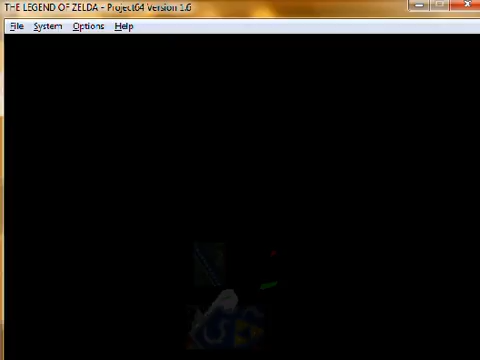 THE LEGEND OF ZELDA - Project64 Version 1.6
File System Options Help